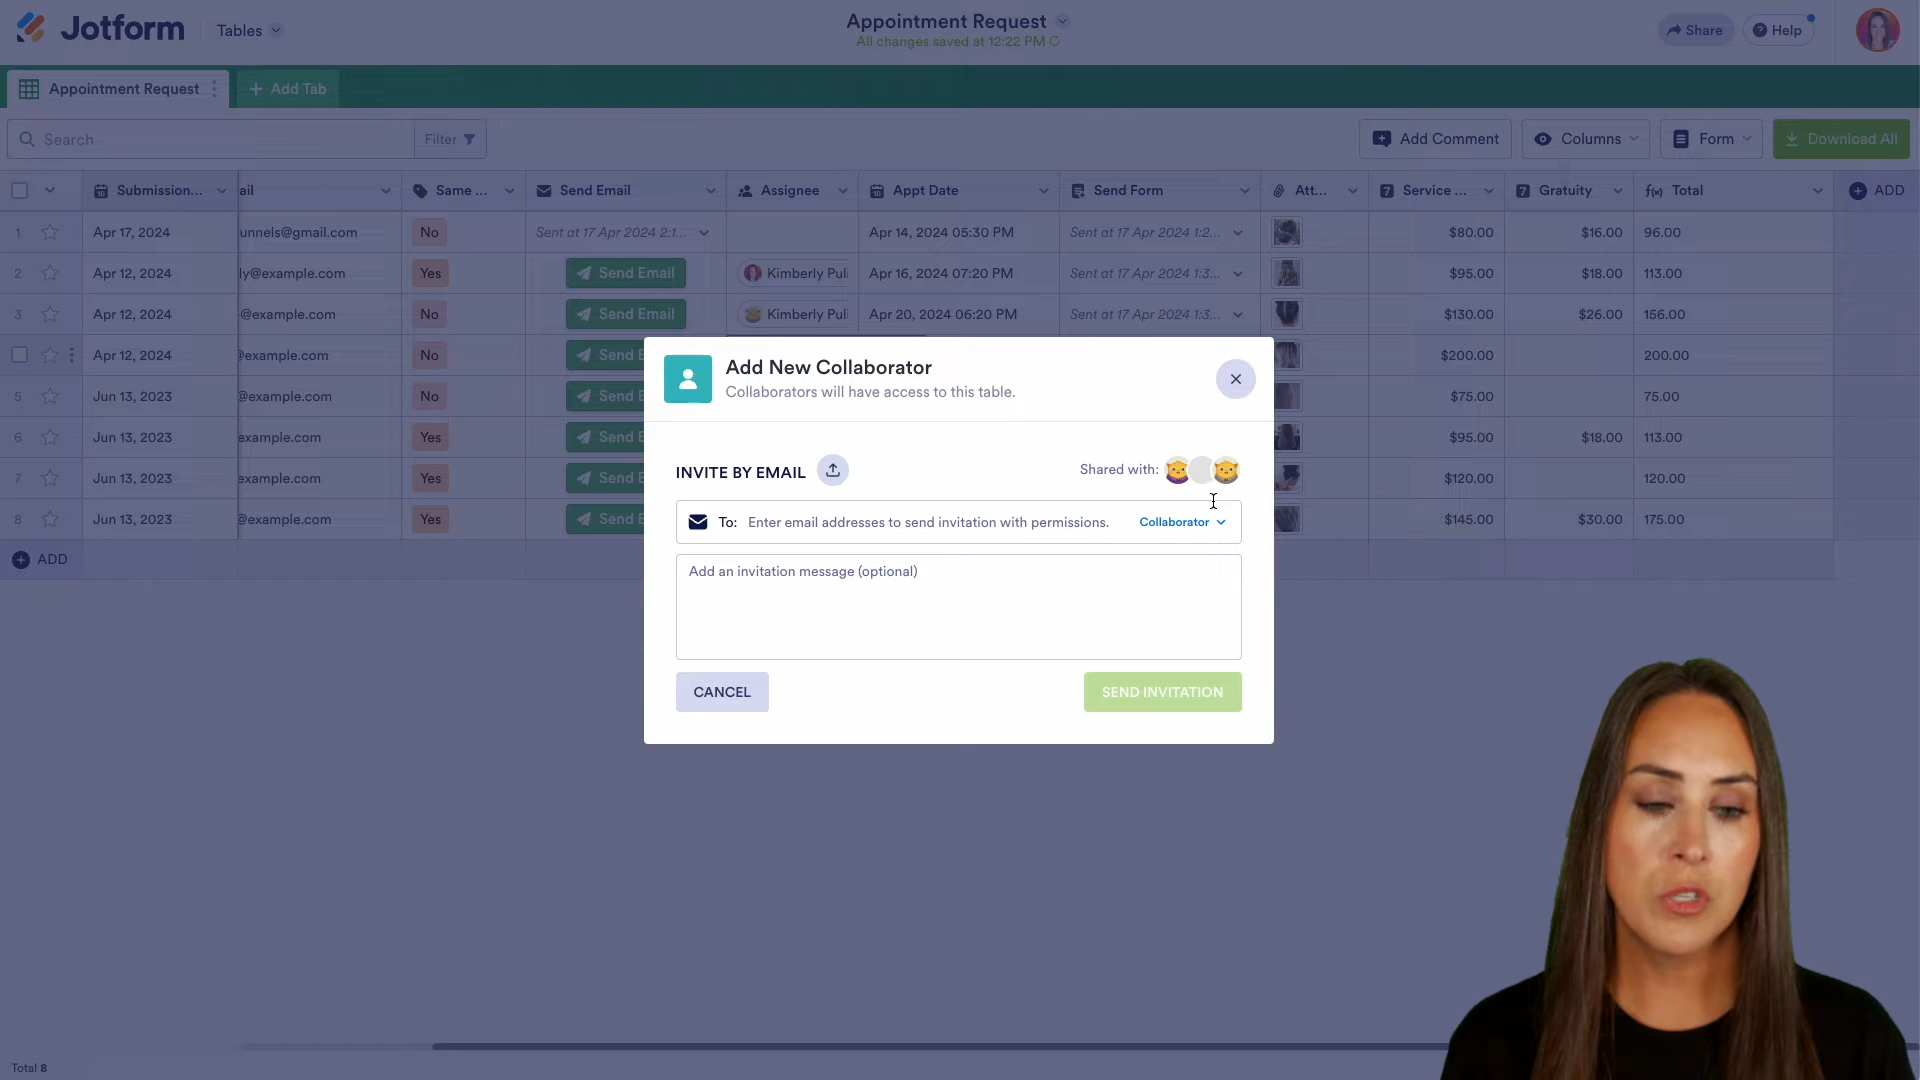 Jotform
Tables
Appointment Request
All changes saved at 12:22 PM
Share
Help
Appointment Request
Add Tab
Search
Filter
Add Comment
Columns
Form
Download All
Submission... ail Same ... Send Email Assignee Appt Date Send Form Att... Service ... Gratuity f(x) Total ADD
1 Apr 17, 2024 unnels@gmail.com No Sent at 17 Apr 2024 2:1... Apr 14, 2024 05:30 PM Sent at 17 Apr 2024 1:2... $80.00 $16.00 96.00
2 Apr 12, 2024 ly@example.com Yes Send Email Kimberly Puli Apr 16, 2024 07:20 PM Sent at 17 Apr 2024 1:3... $95.00 $18.00 113.00
3 Apr 12, 2024 @example.com No Send Email Kimberly Puli Apr 20, 2024 06:20 PM Sent at 17 Apr 2024 1:3... $130.00 $26.00 156.00
Apr 12, 2024 @example.com No Send E $200.00 200.00
5 Jun 13, 2023 @example.com No Send E $75.00 75.00
6 Jun 13, 2023 example.com Yes Send E $95.00 $18.00 113.00
7 Jun 13, 2023 @example.com Yes Send E $120.00 120.00
8 Jun 13, 2023 @example.com Yes Send E $145.00 $30.00 175.00
ADD
Add New Collaborator
Collaborators will have access to this table.
INVITE BY EMAIL
Shared with:
To: Enter email addresses to send invitation with permissions. Collaborator
Add an invitation message (optional)
CANCEL
SEND INVITATION
Total 8